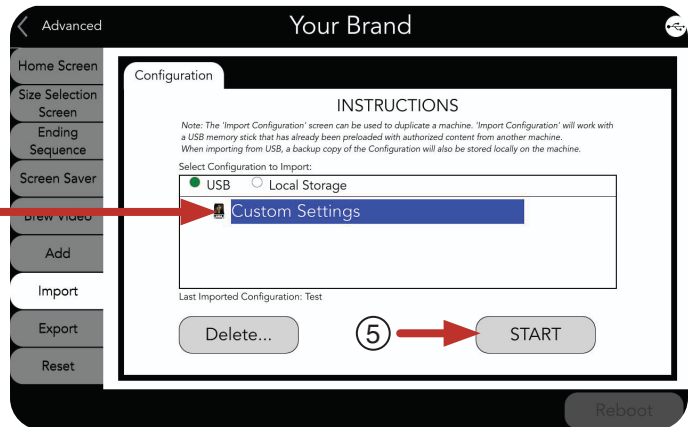 Advanced
Your Brand
Home Screen
Size Selection
Screen
Ending
Sequence
Screen Saver
Brew Video
Add
Import
Export
Reset
Configuration
INSTRUCTIONS
Note: The 'Import Configuration' screen can be used to duplicate a machine. 'Import Configuration' will work with
a USB memory stick that has already been preloaded with authorized content from another machine.
When importing from USB, a backup copy of the Configuration will also be stored locally on the machine.
Select Configuration to Import:
USB Local Storage
Custom Settings
Last Imported Configuration: Test
Delete...
5
START
Reboot